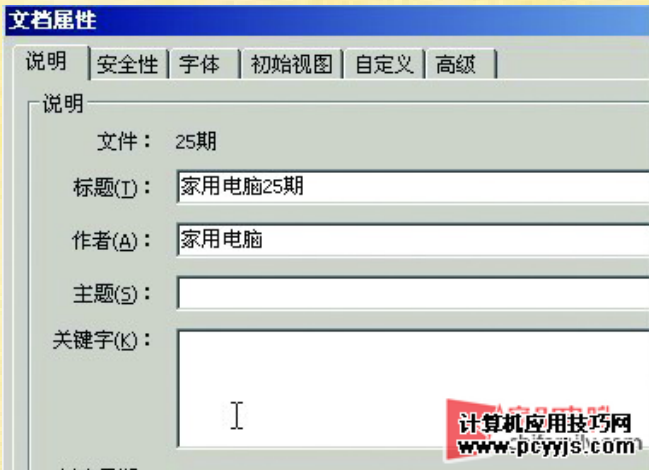 文档属性
说明 安全性 字体 初始视图 自定义 高级
说明
文件： 25期
标题(T)： 家用电脑25期
作者(A)： 家用电脑
主题(S)：
关键字(K)：
计算机应用技巧网
www.pcyyjs.com